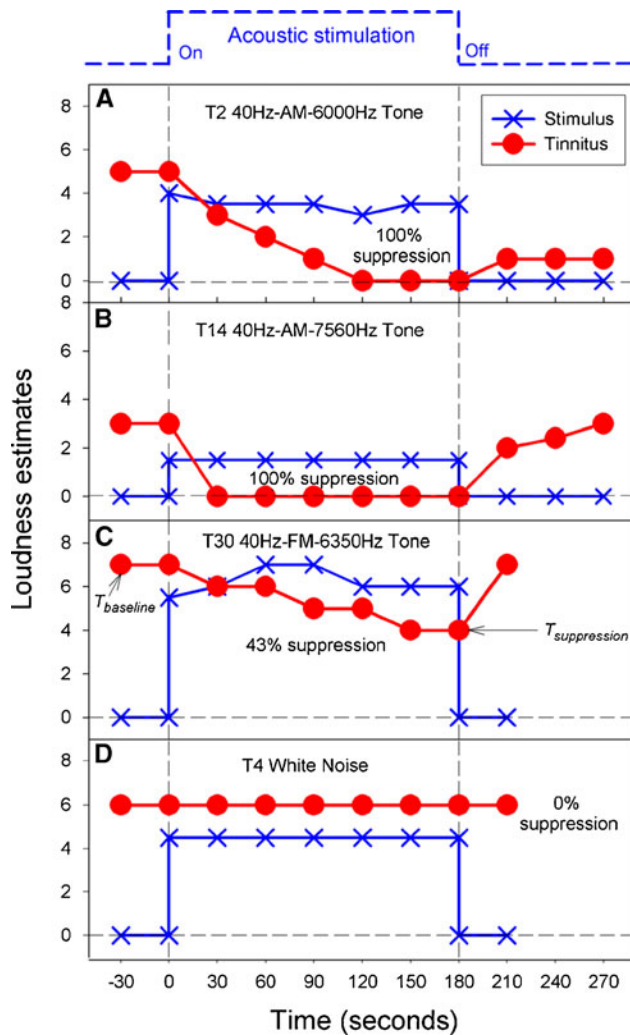 Acoustic stimulation
On
Off
A
T2 40Hz-AM-6000Hz Tone
Stimulus
Tinnitus
100%
suppression
8
6
4
2
0
B
T14 40Hz-AM-7560Hz Tone
100% suppression
8
6
4
2
0
C
T30 40Hz-FM-6350Hz Tone
T baseline
T suppression
43% suppression
8
6
4
2
0
D
T4 White Noise
0%
suppression
8
6
4
2
0
Loudness estimates
-30 0 30 60 90 120 150 180 210 240 270
Time (seconds)